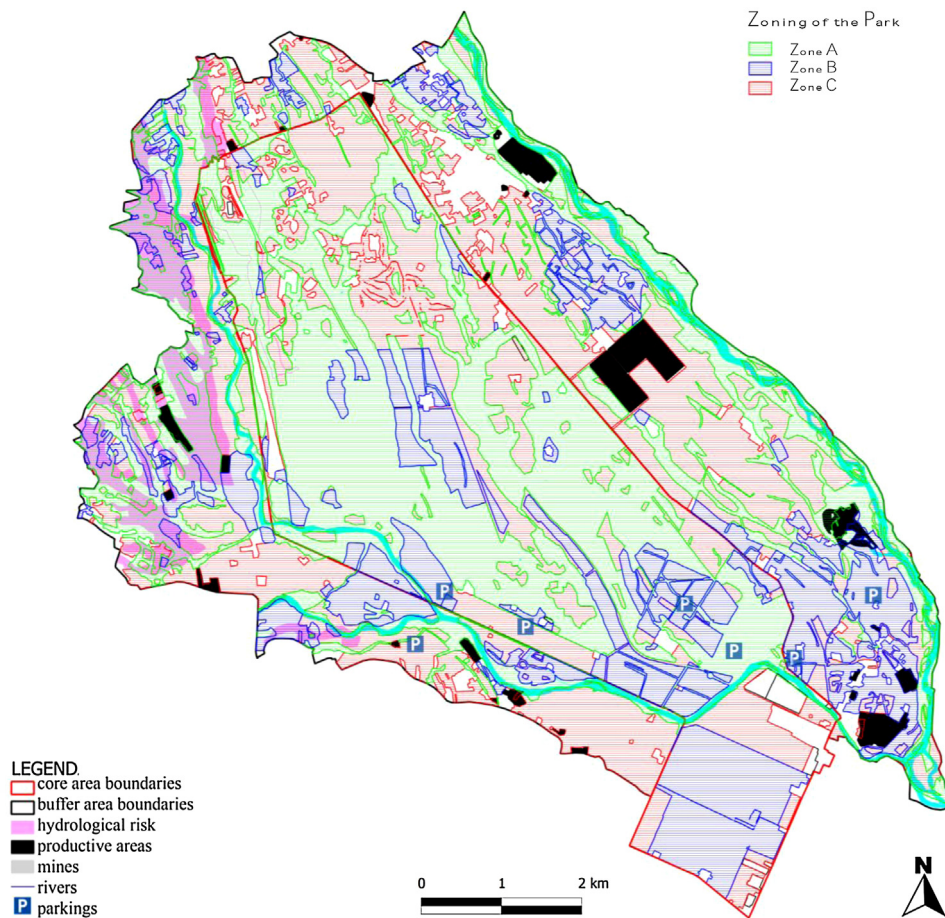 Zoning of the Park
Zone A
Zone B
Zone C
P
P
P
P
P
P
P
LEGEND.
core area boundaries
buffer area boundaries
hydrological risk
productive areas
mines
rivers
P parkings
0 1 2 km
N